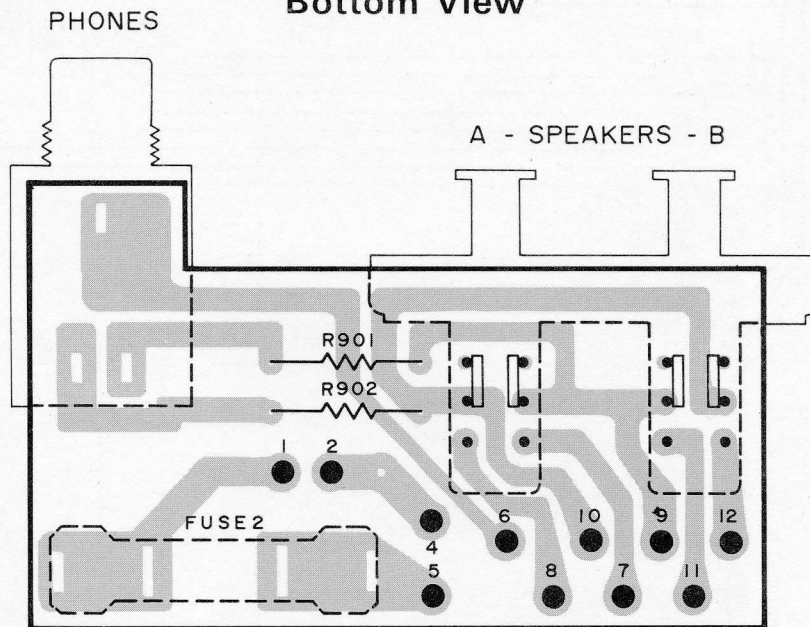 Bottom View
PHONES
A - SPEAKERS - B
R901
R902
1 2
FUSE2
4
6 10 9 12
5
8 7 11